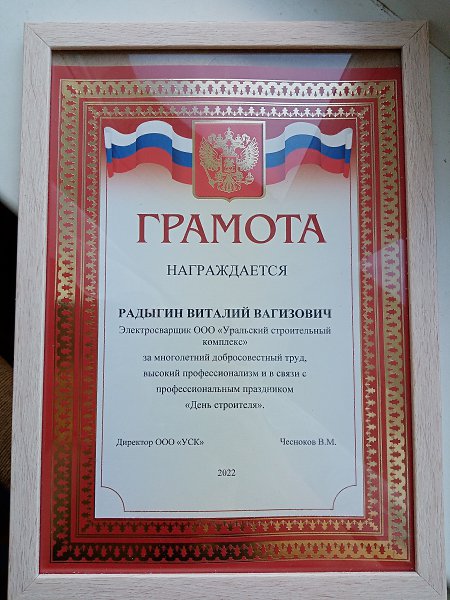 ГРАМОТА
НАГРАЖДАЕТСЯ
РАДЫГИН ВИТАЛИЙ ВАГИЗОВИЧ
Электросварщик ООО «Уральский строительный
комплекс»
за многолетний добросовестный труд,
высокий профессионализм и в связи с
профессиональным праздником
«День строителя».
Директор ООО «УСК» Чесноков В.М.
2022